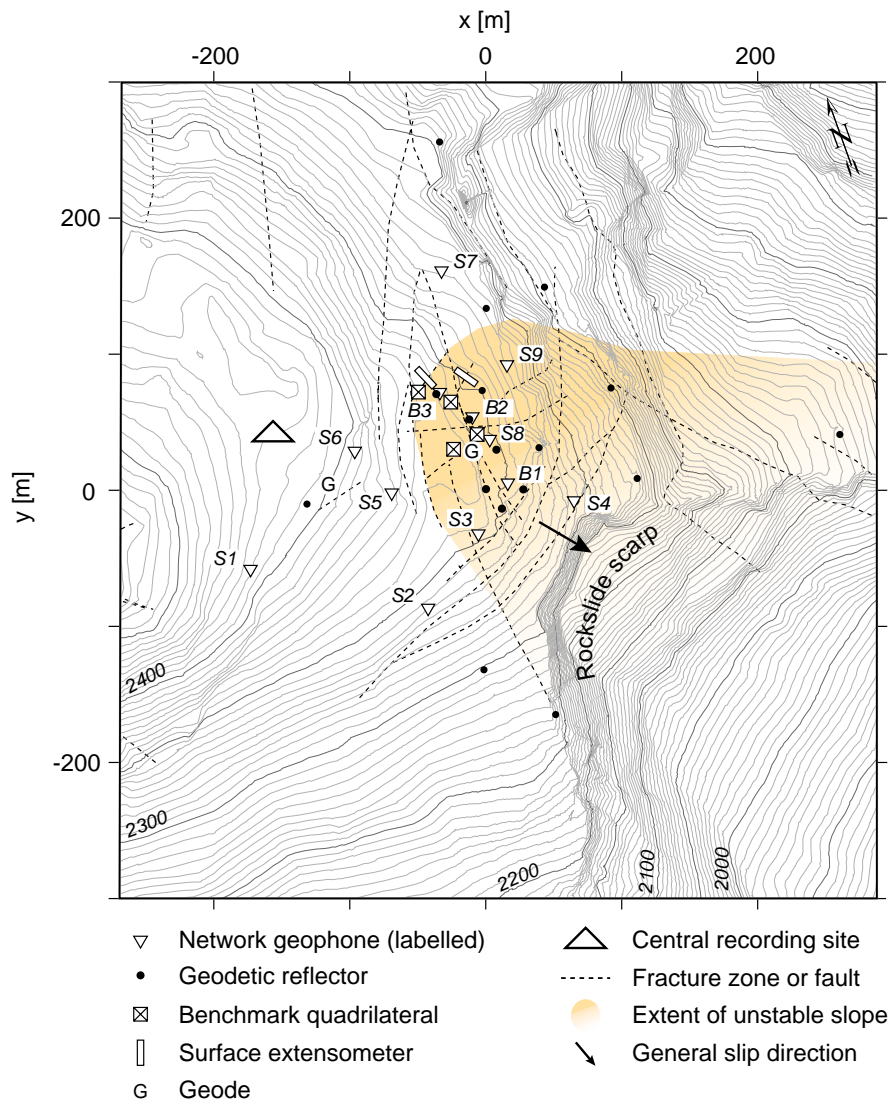 x [m]
-200 0 200
N
200
S7
S9
B3 B2
S6 S8
G
G B1
y [m] 0
S5 S4
S3
S1
S2
Rockslide scarp
2400
-200
2300
2200 2100 2000
Network geophone (labelled) Central recording site
Geodetic reflector Fracture zone or fault
Benchmark quadrilateral Extent of unstable slope
Surface extensometer General slip direction
G Geode